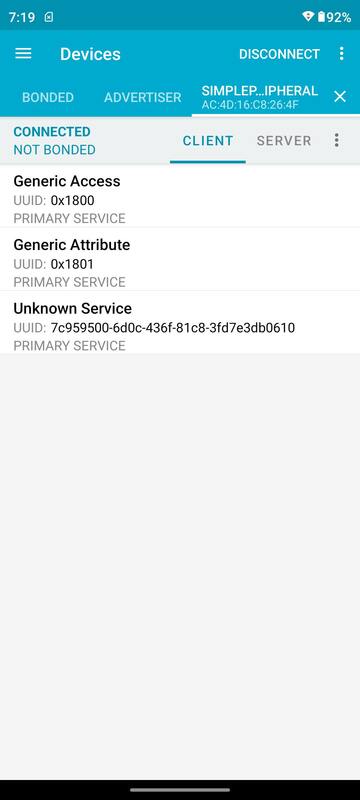 7:19 92%
Devices DISCONNECT
BONDED ADVERTISER SIMPLEP...IPHERAL
AC:4D:16:C8:26:4F
CONNECTED
NOT BONDED
CLIENT SERVER
Generic Access
UUID: 0x1800
PRIMARY SERVICE
Generic Attribute
UUID: 0x1801
PRIMARY SERVICE
Unknown Service
UUID: 7c959500-6d0c-436f-81c8-3fd7e3db0610
PRIMARY SERVICE